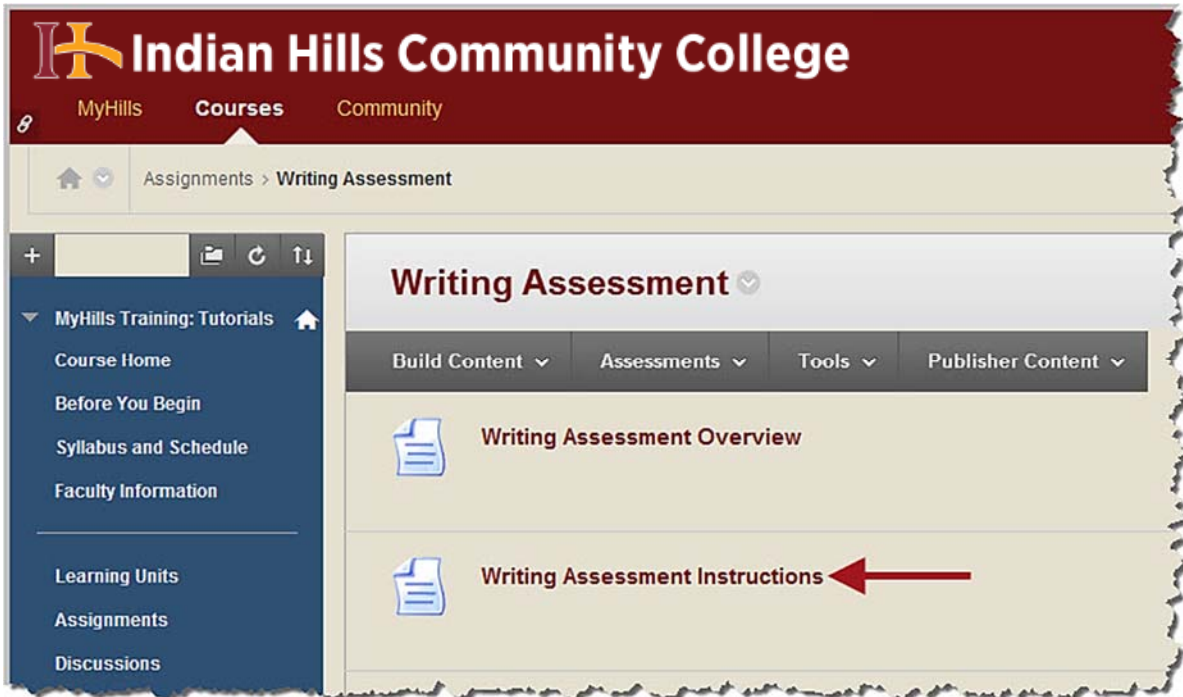 Indian Hills Community College
MyHills Courses Community
Assignments > Writing Assessment
Writing Assessment
MyHills Training: Tutorials
Course Home
Before You Begin
Syllabus and Schedule
Faculty Information
Learning Units
Assignments
Discussions
Build Content Assessments Tools Publisher Content
Writing Assessment Overview
Writing Assessment Instructions